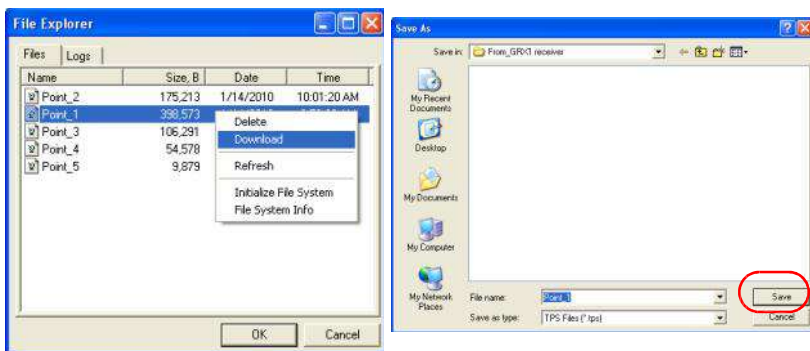 File Explorer
Files Logs
Name Size, B Date Time
Point_2 175,213 1/14/2010 10:01:20 AM
Point_1 398,573
Point_3 106,291
Point_4 54,578
Point_5 9,879
Delete
Download
Refresh
Initialize File System
File System Info
OK Cancel
Save As
Save in: From_GRX1 receiver
My Recent
Documents
Desktop
My Documents
My Computer
My Network
Places
File name: Point_1 Save
Save as type: TPS Files (*.tps) Cancel